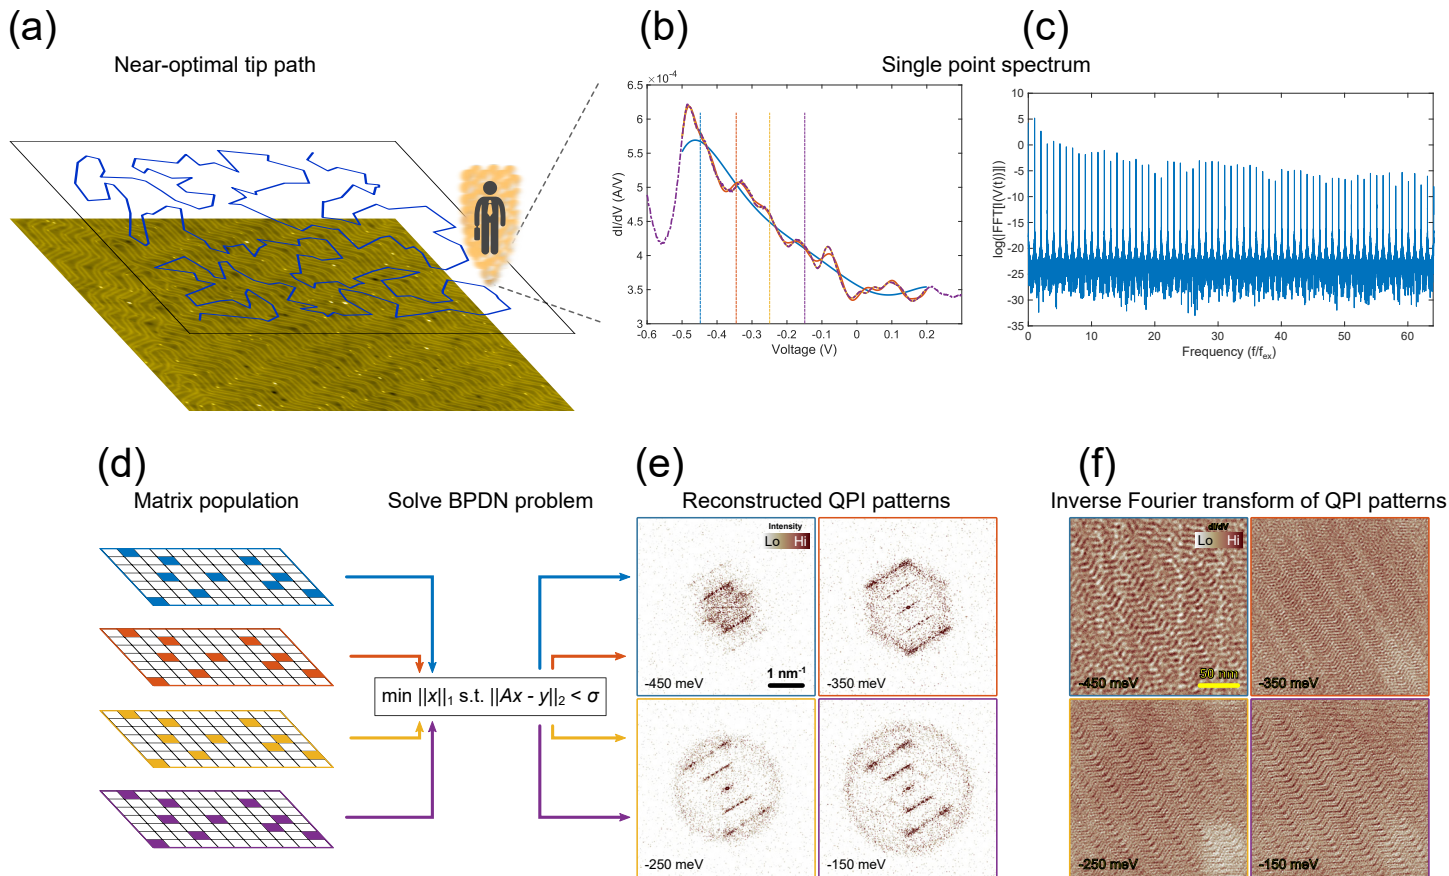 (a)
(b)
(c)
Near-optimal tip path
Single point spectrum
×10⁻⁴
6.5
6
5.5
5
4.5
4
3.5
3
dI/dV (A/V)
-0.6
-0.5
-0.4
-0.3
-0.2
-0.1
0
0.1
0.2
Voltage (V)
10
5
0
-5
-10
-15
-20
-25
-30
-35
log(|FFT[I(V(t))]|)
0
10
20
30
40
50
60
Frequency (f/fₑₓ)
(d)
(e)
(f)
Matrix population
Solve BPDN problem
Reconstructed QPI patterns
Inverse Fourier transform of QPI patterns
min ||x||₁ s.t. ||Ax - y||₂ < σ
Intensity
Lo Hi
1 nm⁻¹
-450 meV
-350 meV
-250 meV
-150 meV
dI/dV
Lo Hi
50 nm
-450 meV
-350 meV
-250 meV
-150 meV